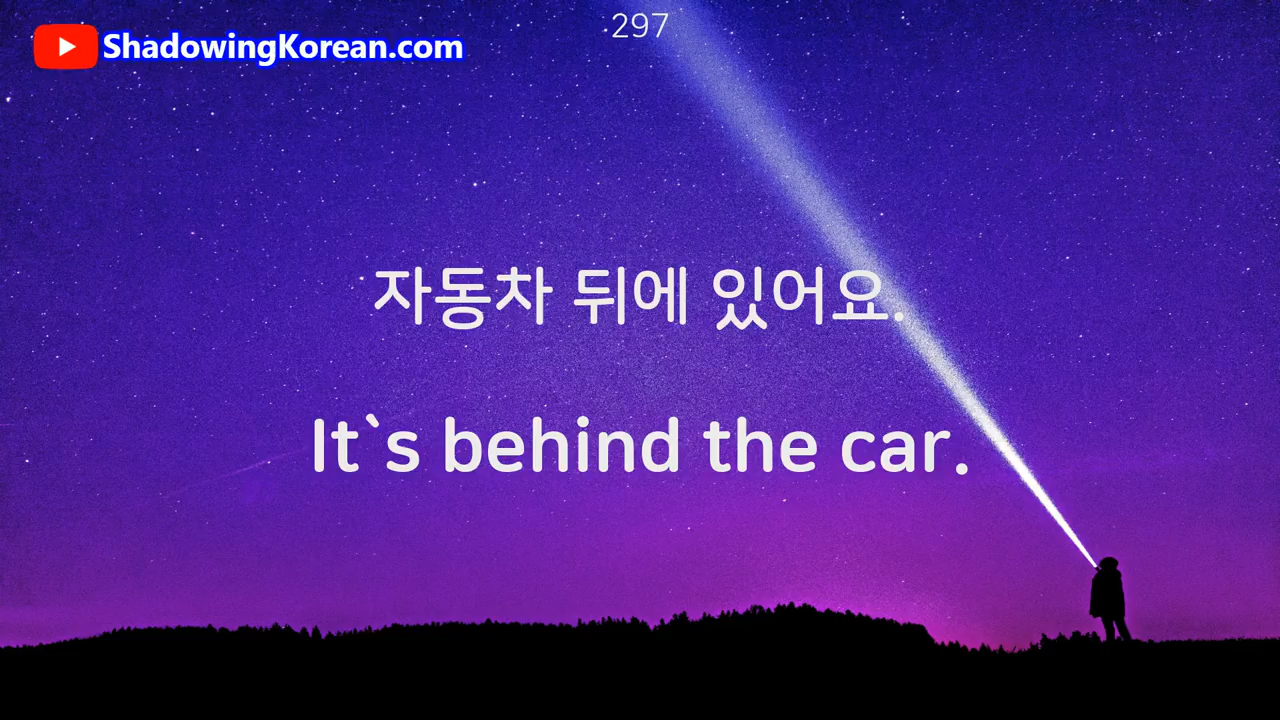 297
ShadowingKorean.com
자동차 뒤에 있어요.
It`s behind the car.